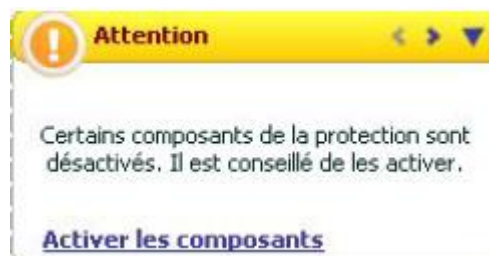 Attention
Certains composants de la protection sont
désactivés. Il est conseillé de les activer.
Activer les composants